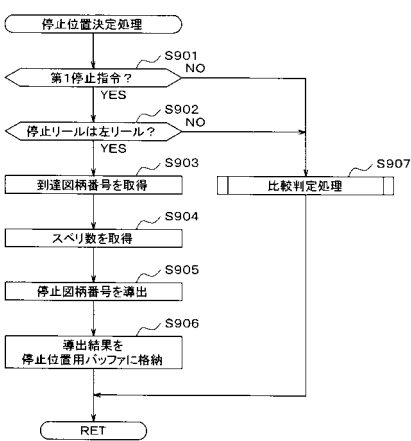 停止位置決定処理
S901
第1停止指令？
NO
YES
S902
停止リールは左リール？
NO
YES
S903
到達図柄番号を取得
S907
比較判定処理
S904
スベリ数を取得
S905
停止図柄番号を導出
S906
導出結果を
停止位置用バッファに格納
RET